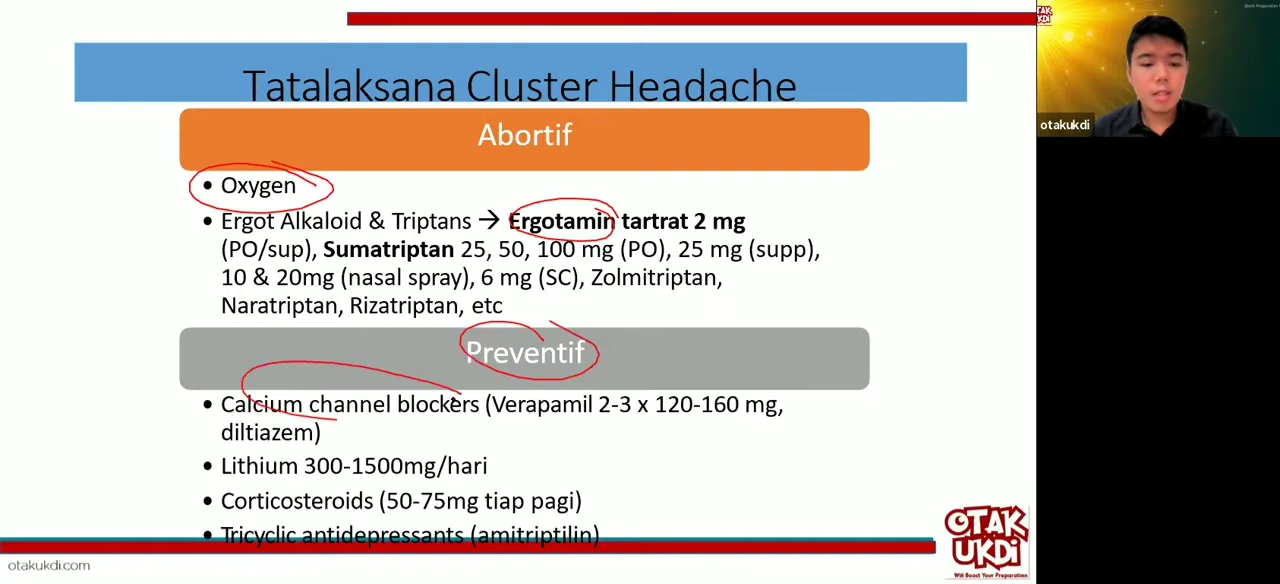 Tatalaksana Cluster Headache
Abortif
• Oxygen
• Ergot Alkaloid & Triptans → Ergotamin tartrat 2 mg
(PO/sup), Sumatriptan 25, 50, 100 mg (PO), 25 mg (supp),
10 & 20mg (nasal spray), 6 mg (SC), Zolmitriptan,
Naratriptan, Rizatriptan, etc
Preventif
• Calcium channel blockers (Verapamil 2-3 x 120-160 mg,
diltiazem)
• Lithium 300-1500mg/hari
• Corticosteroids (50-75mg tiap pagi)
• Tricyclic antidepressants (amitriptilin)
otakukdi.com
OTAK
UKDi
Will Boost Your Preparation
OTAK
UKDI
otakukdi